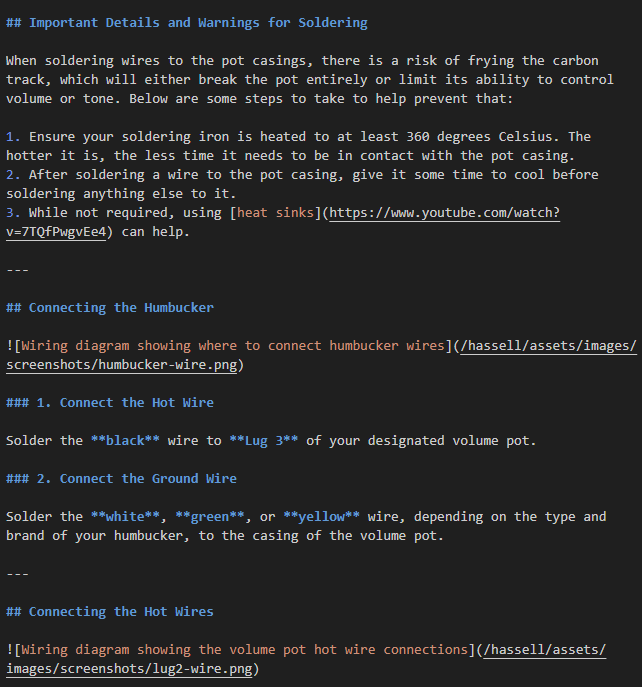 ## Important Details and Warnings for Soldering
When soldering wires to the pot casings, there is a risk of frying the carbon
track, which will either break the pot entirely or limit its ability to control
volume or tone. Below are some steps to take to help prevent that:
1. Ensure your soldering iron is heated to at least 360 degrees Celsius. The
hotter it is, the less time it needs to be in contact with the pot casing.
2. After soldering a wire to the pot casing, give it some time to cool before
soldering anything else to it.
3. While not required, using [heat sinks](https://www.youtube.com/watch?
v=7TQfPwgvEe4) can help.
---
## Connecting the Humbucker
![Wiring diagram showing where to connect humbucker wires](/hassell/assets/images/
screenshots/humbucker-wire.png)
### 1. Connect the Hot Wire
Solder the **black** wire to **Lug 3** of your designated volume pot.
### 2. Connect the Ground Wire
Solder the **white**, **green**, or **yellow** wire, depending on the type and
brand of your humbucker, to the casing of the volume pot.
---
## Connecting the Hot Wires
![Wiring diagram showing the volume pot hot wire connections](/hassell/assets/
images/screenshots/lug2-wire.png)